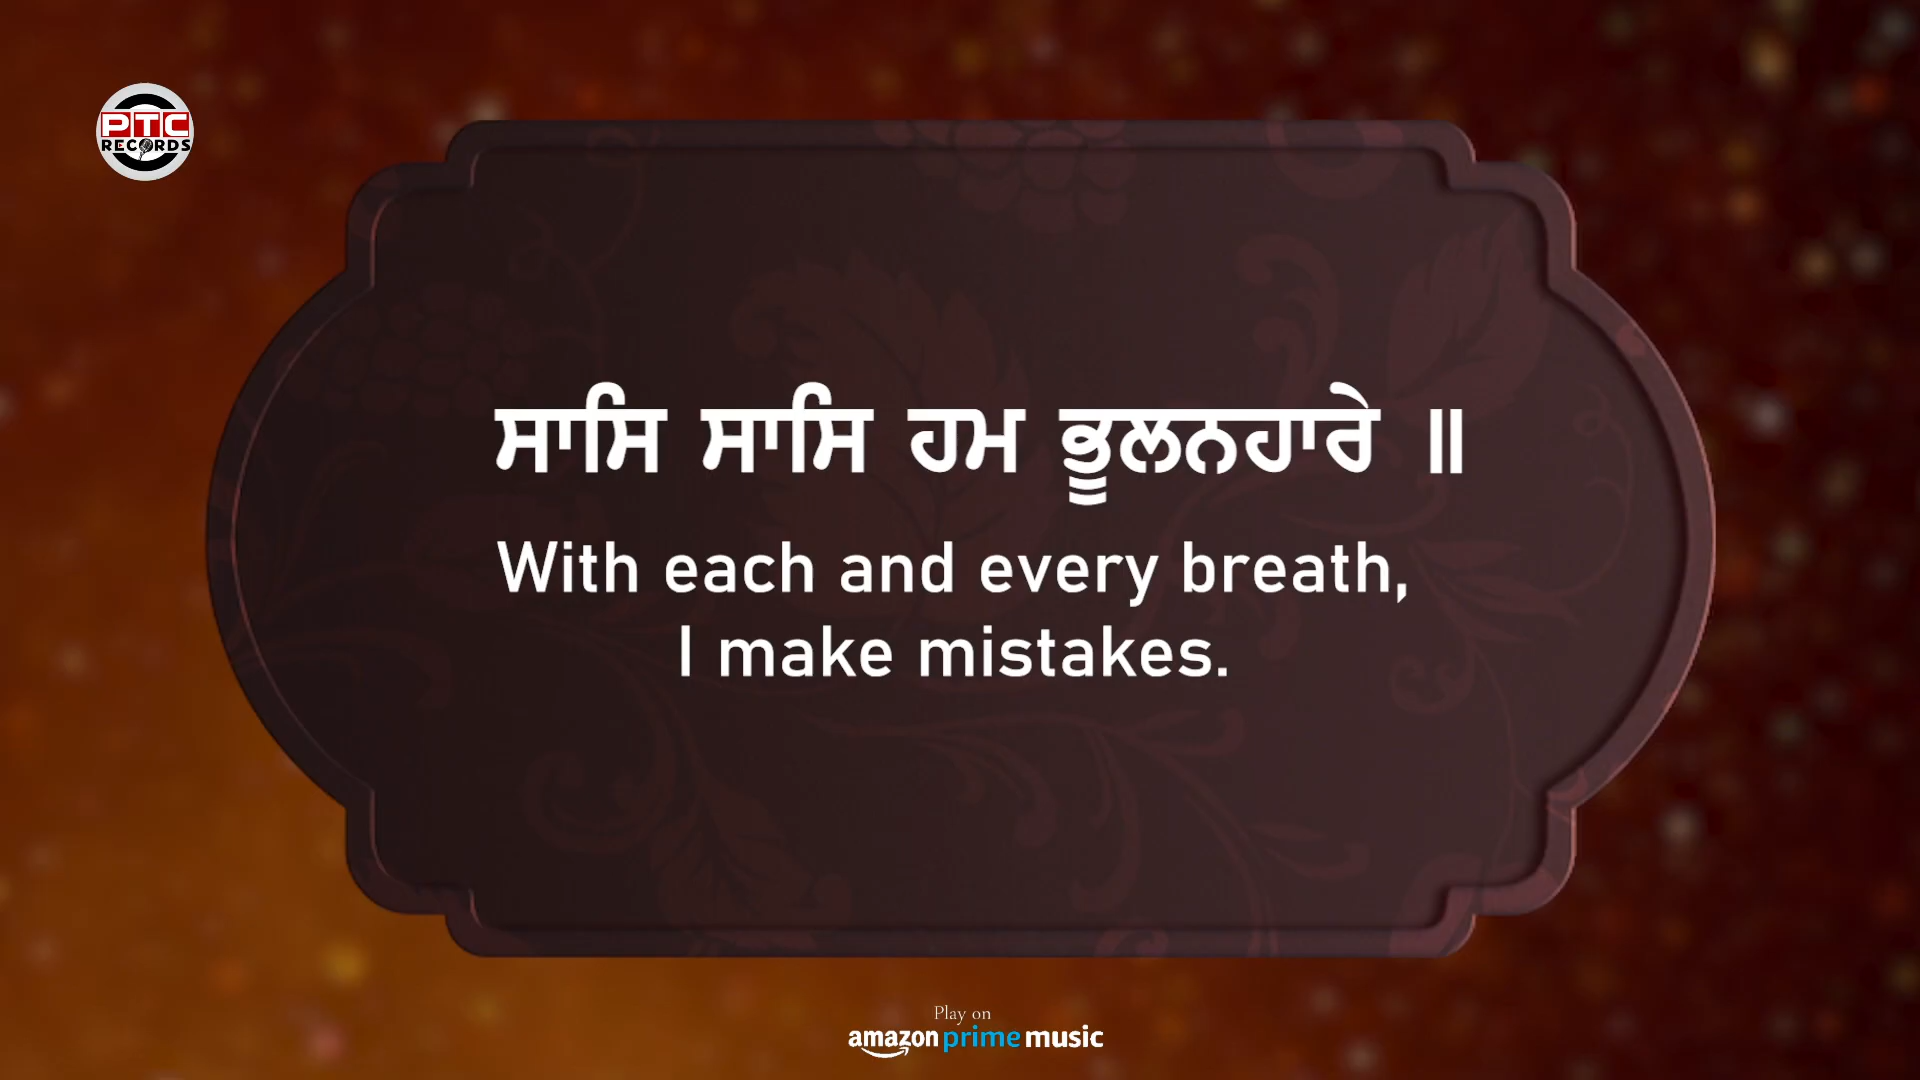 PTC
RECORDS
ਸਾਸਿ ਸਾਸਿ ਹਮ ਭੂਲਨਹਾਰੇ ॥
With each and every breath,
I make mistakes.
Play on
amazon prime music